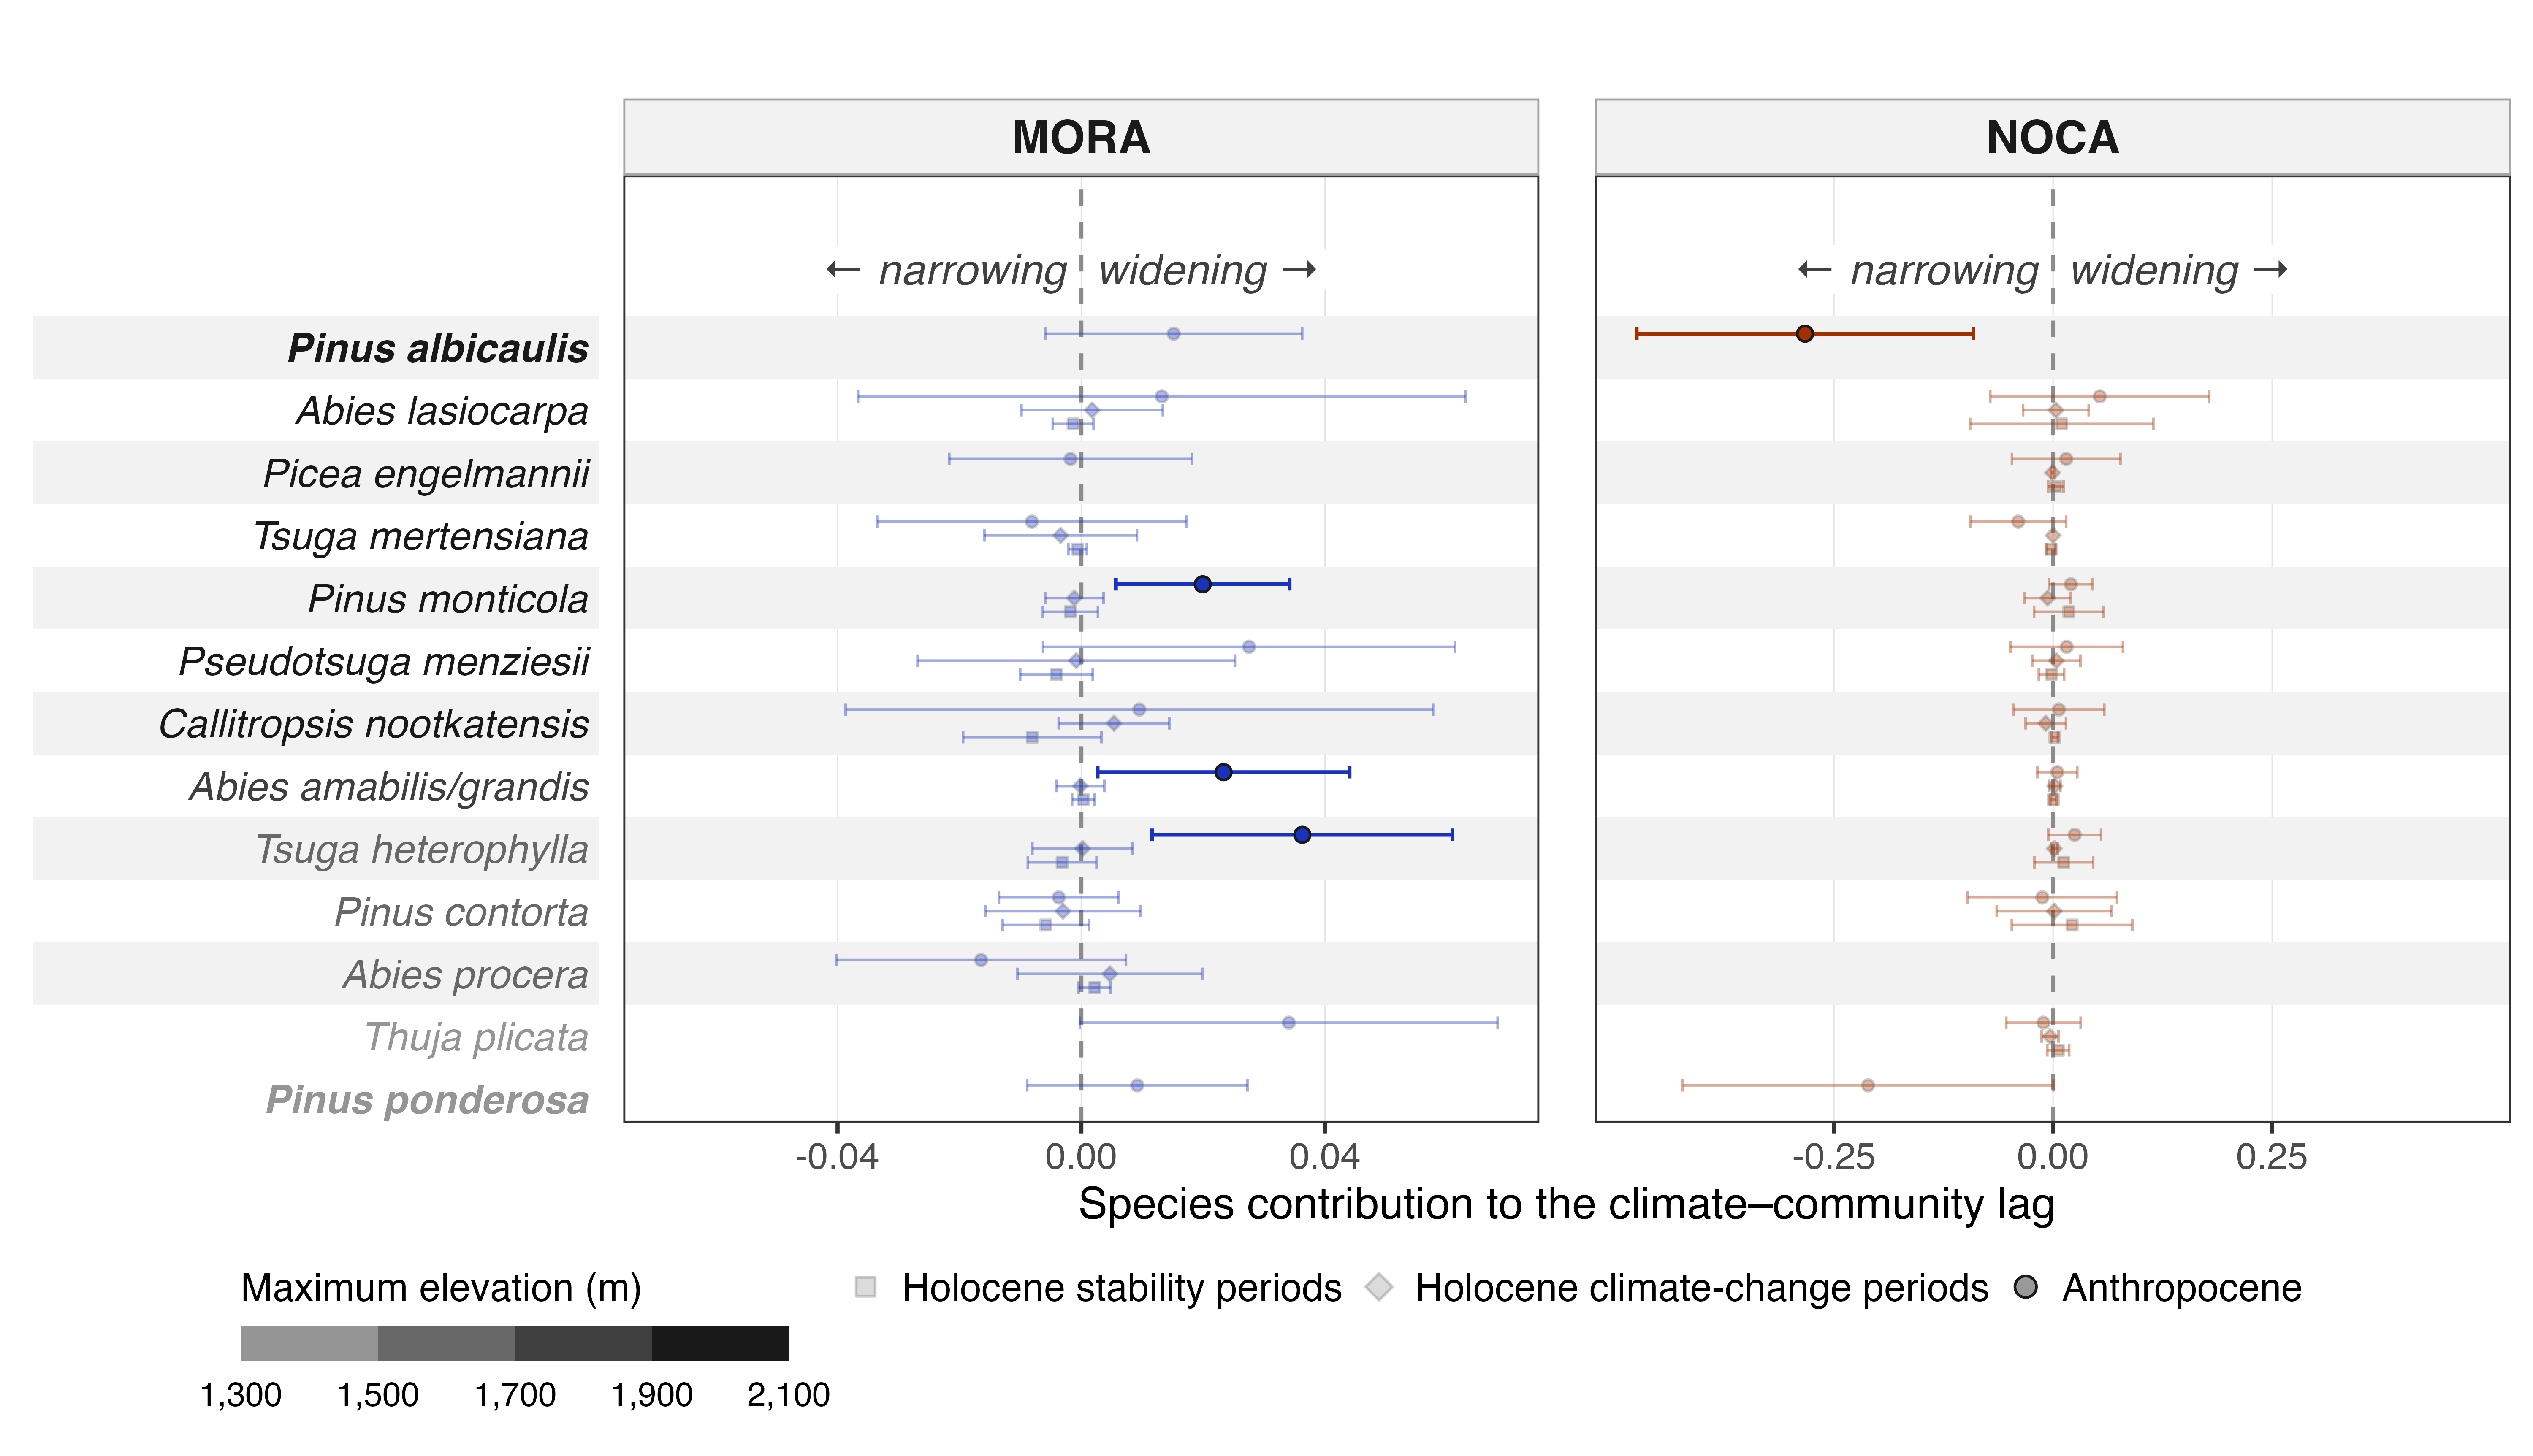 MORA
NOCA
← narrowing widening →
← narrowing widening →
Pinus albicaulis
Abies lasiocarpa
Picea engelmannii
Tsuga mertensiana
Pinus monticola
Pseudotsuga menziesii
Callitropsis nootkatensis
Abies amabilis/grandis
Tsuga heterophylla
Pinus contorta
Abies procera
Thuja plicata
Pinus ponderosa
-0.04 0.00 0.04
-0.25 0.00 0.25
Species contribution to the climate–community lag
Maximum elevation (m)
1,300 1,500 1,700 1,900 2,100
Holocene stability periods
Holocene climate-change periods
Anthropocene